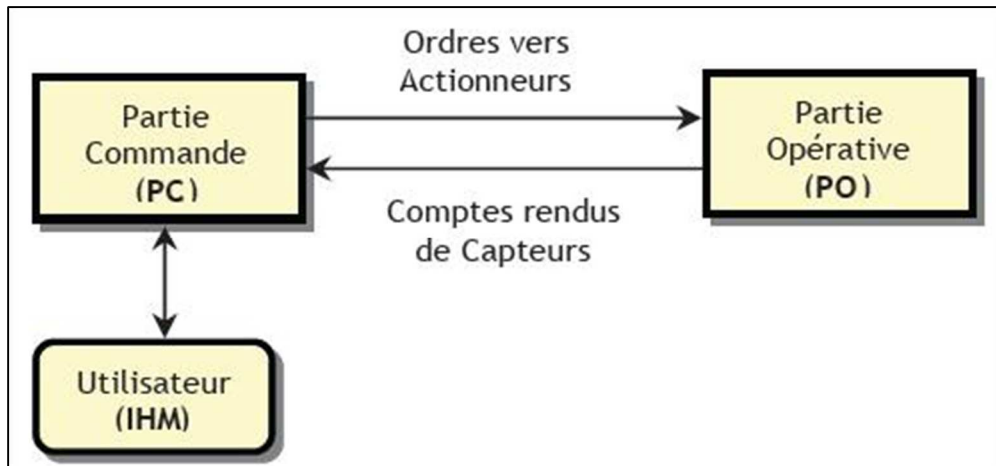 Ordres vers
Actionneurs
Partie
Commande
(PC)
Partie
Opérative
(PO)
Comptes rendus
de Capteurs
Utilisateur
(IHM)